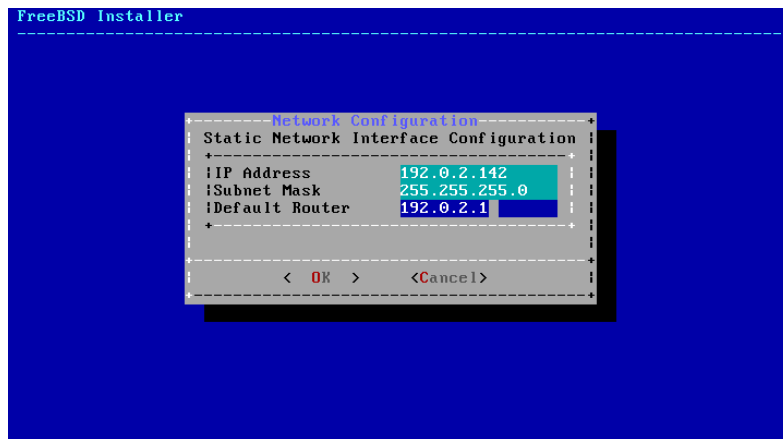 FreeBSD Installer
Network Configuration
Static Network Interface Configuration
IP Address 192.0.2.142
Subnet Mask 255.255.255.0
Default Router 192.0.2.1
< OK > <Cancel>